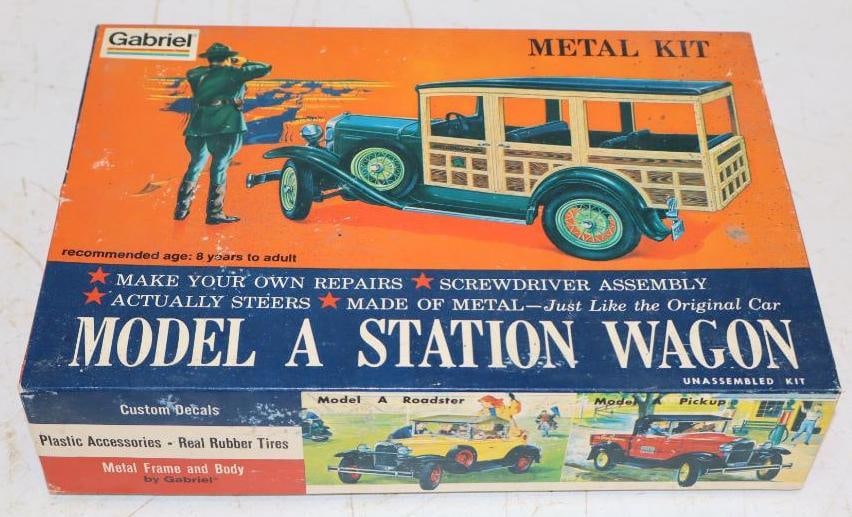 Gabriel
METAL KIT
recommended age: 8 years to adult
★ MAKE YOUR OWN REPAIRS ★ SCREWDRIVER ASSEMBLY
★ ACTUALLY STEERS ★ MADE OF METAL—Just Like the Original Car
MODEL A STATION WAGON
UNASSEMBLED KIT
Custom Decals
Plastic Accessories - Real Rubber Tires
Metal Frame and Body
by Gabriel
Model A Roadster
Model A Pickup